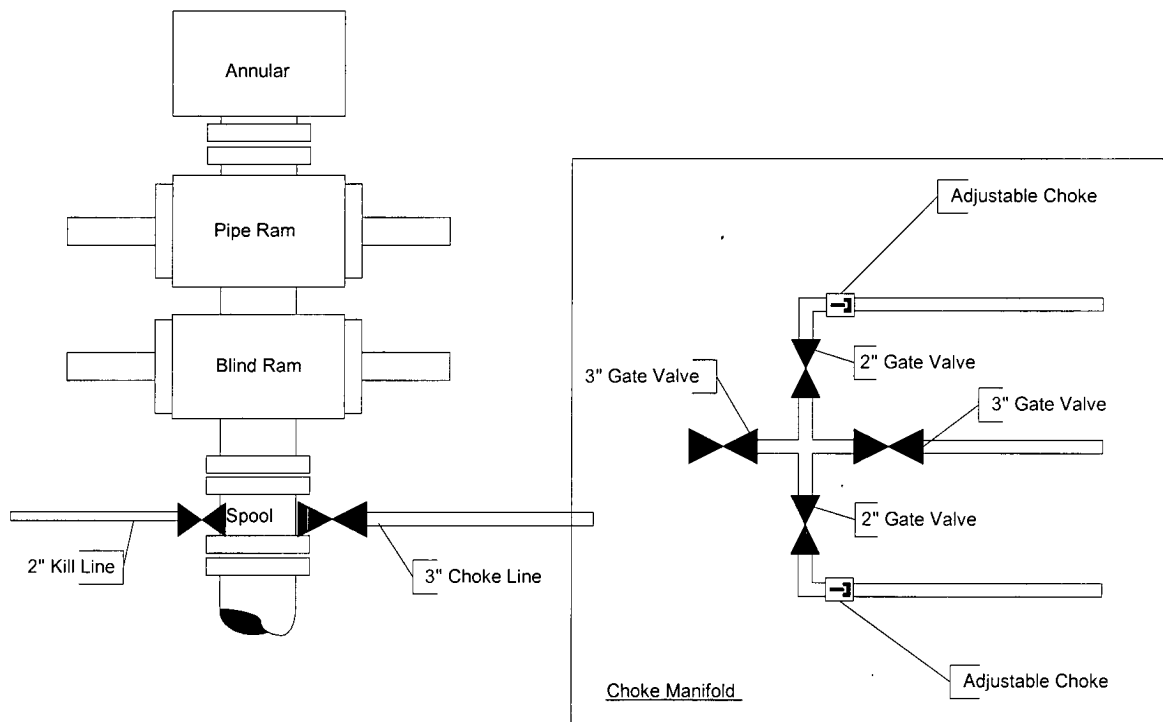 Annular
Pipe Ram
Blind Ram
Spool
2" Kill Line
3" Choke Line
Adjustable Choke
2" Gate Valve
3" Gate Valve
3" Gate Valve
2" Gate Valve
Adjustable Choke
Choke Manifold